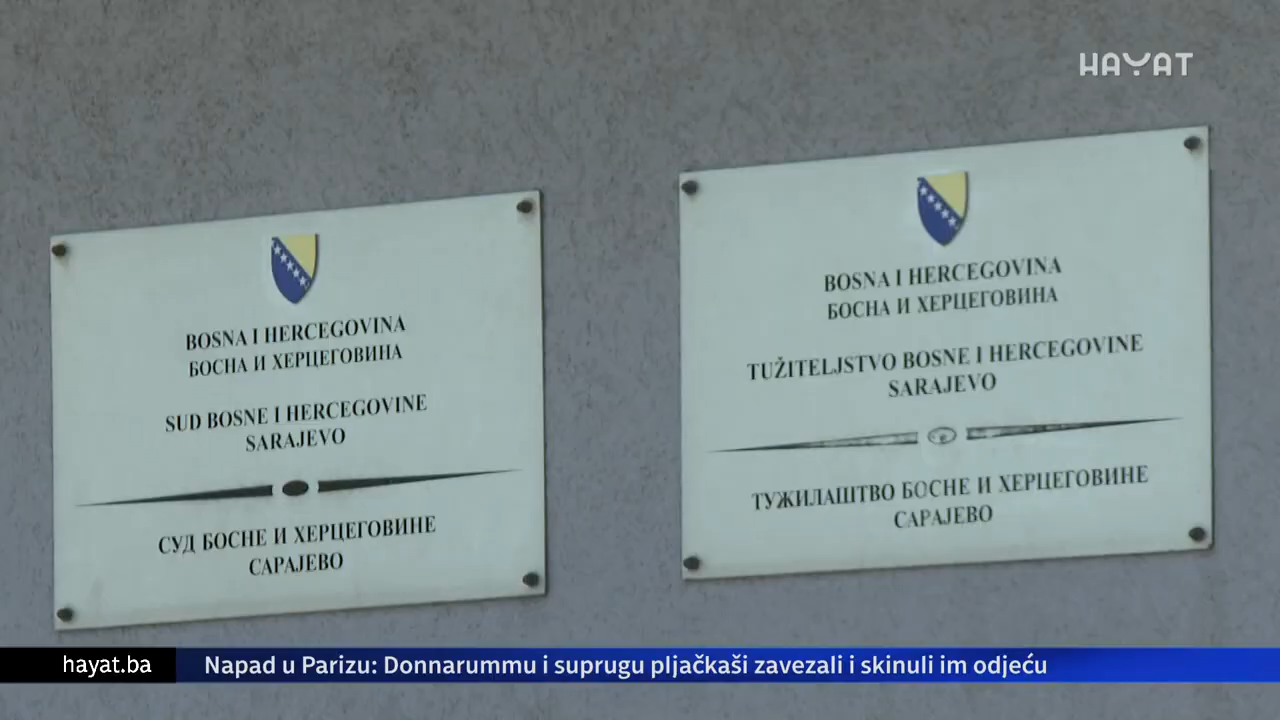 HAYAT
BOSNA I HERCEGOVINA
БОСНА И ХЕРЦЕГОВИНА
SUD BOSNE I HERCEGOVINE
SARAJEVO
СУД БОСНЕ И ХЕРЦЕГОВИНЕ
САРАЈЕВО
BOSNA I HERCEGOVINA
БОСНА И ХЕРЦЕГОВИНА
TUŽITELJSTVO BOSNE I HERCEGOVINE
SARAJEVO
ТУЖИЛАШТВО БОСНЕ И ХЕРЦЕГОВИНЕ
САРАЈЕВО
hayat.ba
Napad u Parizu: Donnarummu i suprugu pljačkaši zavezali i skinuli im odjeću